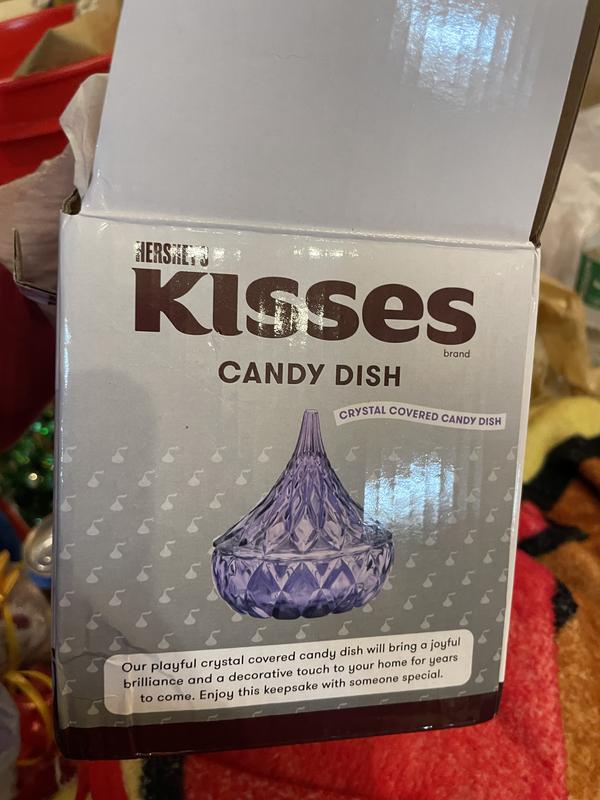 HERSHEY'S
KISSES
brand
CANDY DISH
CRYSTAL COVERED CANDY DISH
Our playful crystal covered candy dish will bring a joyful
brilliance and a decorative touch to your home for years
to come. Enjoy this keepsake with someone special.